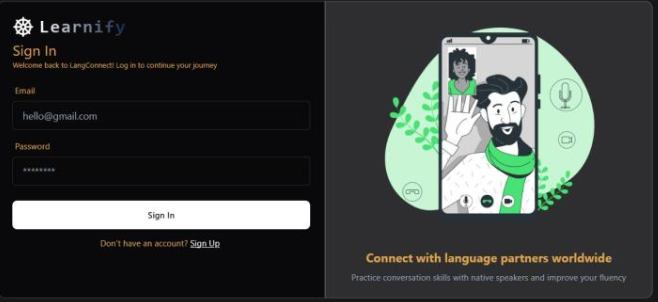 Learnify
Sign In
Welcome back to LangConnect! Log in to continue your journey
Email
hello@gmail.com
Password
********
Sign In
Don't have an account? Sign Up
Connect with language partners worldwide
Practice conversation skills with native speakers and improve your fluency